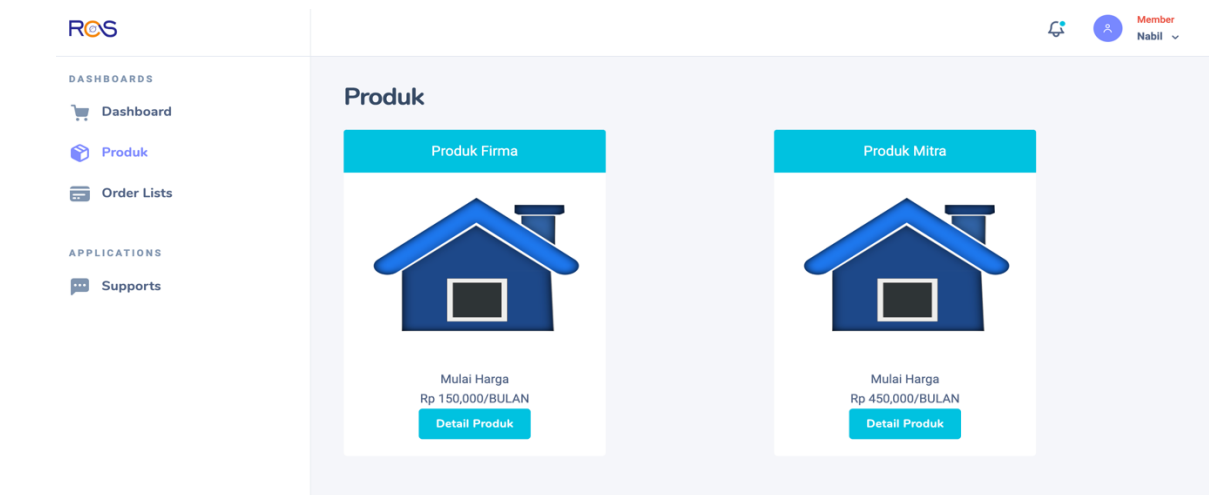 ROS
Member
Nabil
DASHBOARDS
Dashboard
Produk
Order Lists
APPLICATIONS
Supports
Produk
Produk Firma
Mulai Harga
Rp 150,000/BULAN
Detail Produk
Produk Mitra
Mulai Harga
Rp 450,000/BULAN
Detail Produk